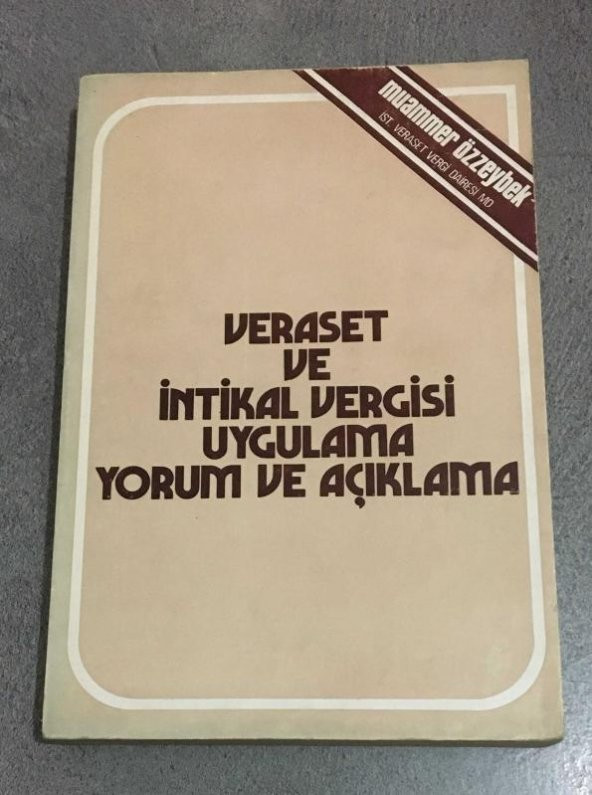 muammer özzeybek
İST. VERASET VERGİ DAİRESİ MD.
VERASET
VE
İNTİKAL VERGİSİ
UYGULAMA
YORUM VE AÇIKLAMA